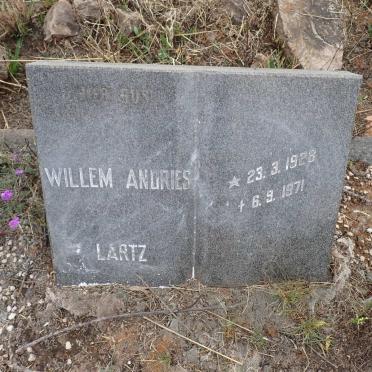 WILLEM ANDRIES
LARTZ
* 23. 3. 1928
+ 6. 9. 1971